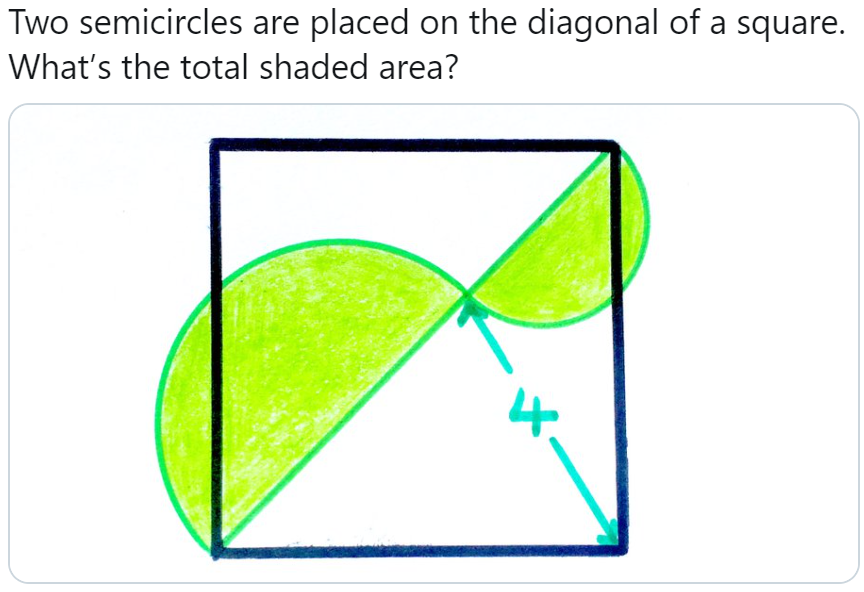 Two semicircles are placed on the diagonal of a square.
What’s the total shaded area?
4